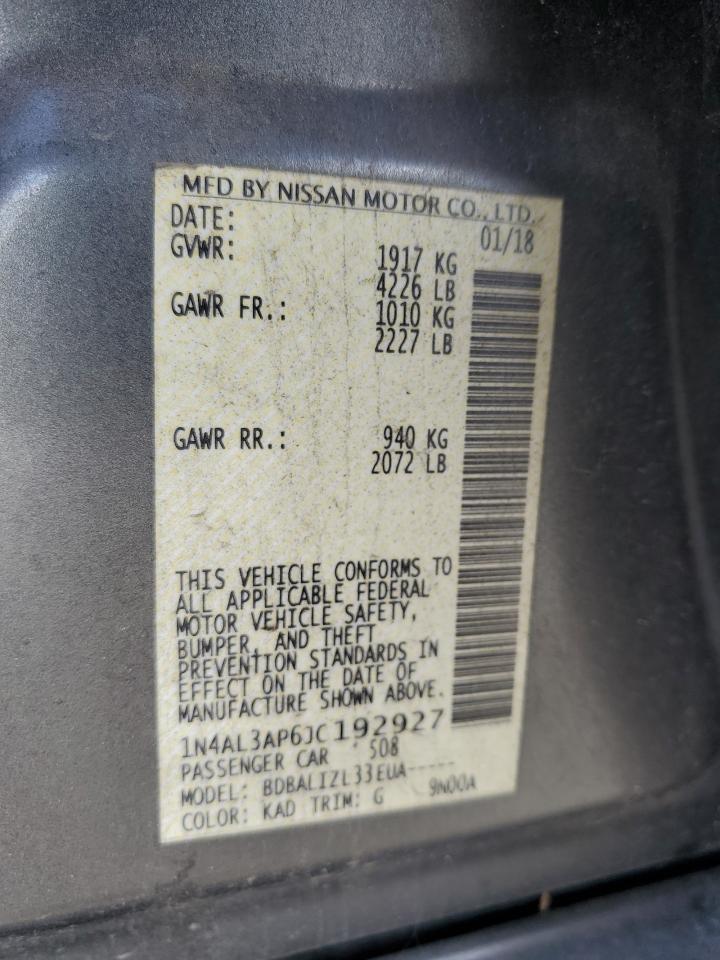 MFD BY NISSAN MOTOR CO., LTD.
DATE: 01/18
GVWR: 1917 KG
4226 LB
GAWR FR.: 1010 KG
2227 LB
GAWR RR.: 940 KG
2072 LB
THIS VEHICLE CONFORMS TO
ALL APPLICABLE FEDERAL
MOTOR VEHICLE SAFETY,
BUMPER, AND THEFT
PREVENTION STANDARDS IN
EFFECT ON THE DATE OF
MANUFACTURE SHOWN ABOVE.
1N4AL3AP6JC192927
PASSENGER CAR 508
MODEL: BDBALIZL33EUA-----
COLOR: KAD TRIM: G 9N00A